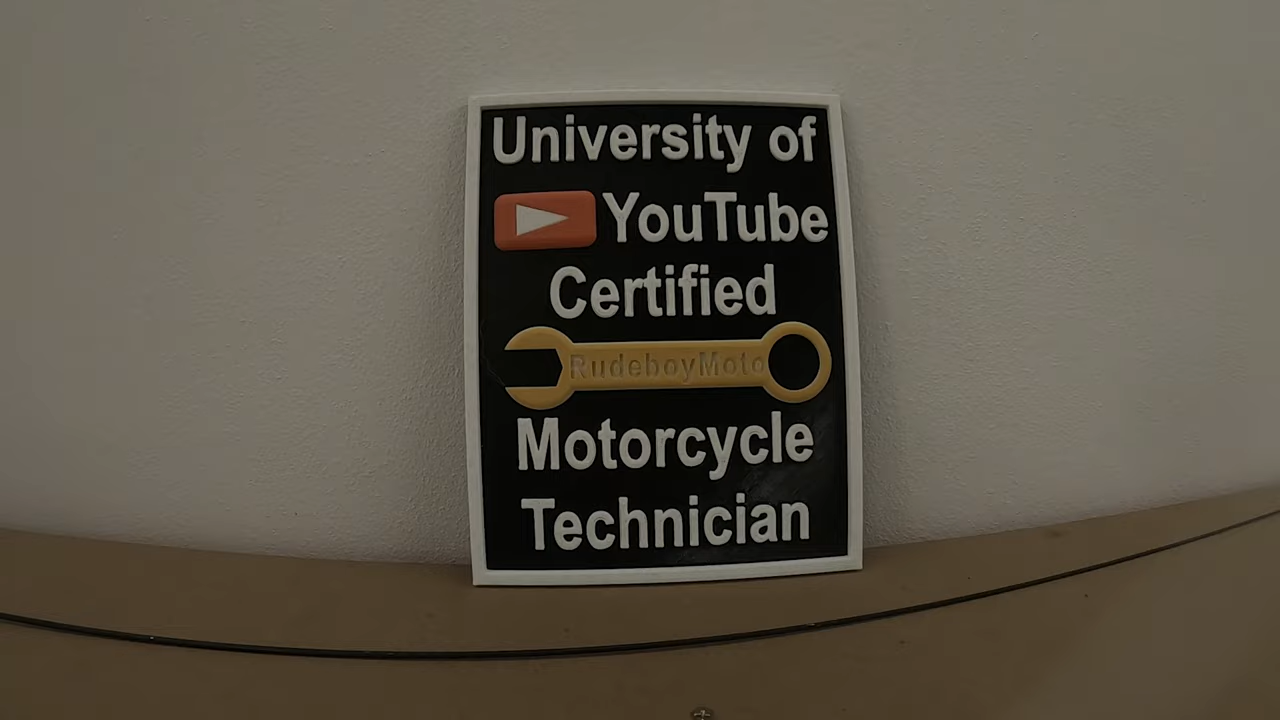 University of
YouTube
Certified
RudeboyMoto
Motorcycle
Technician